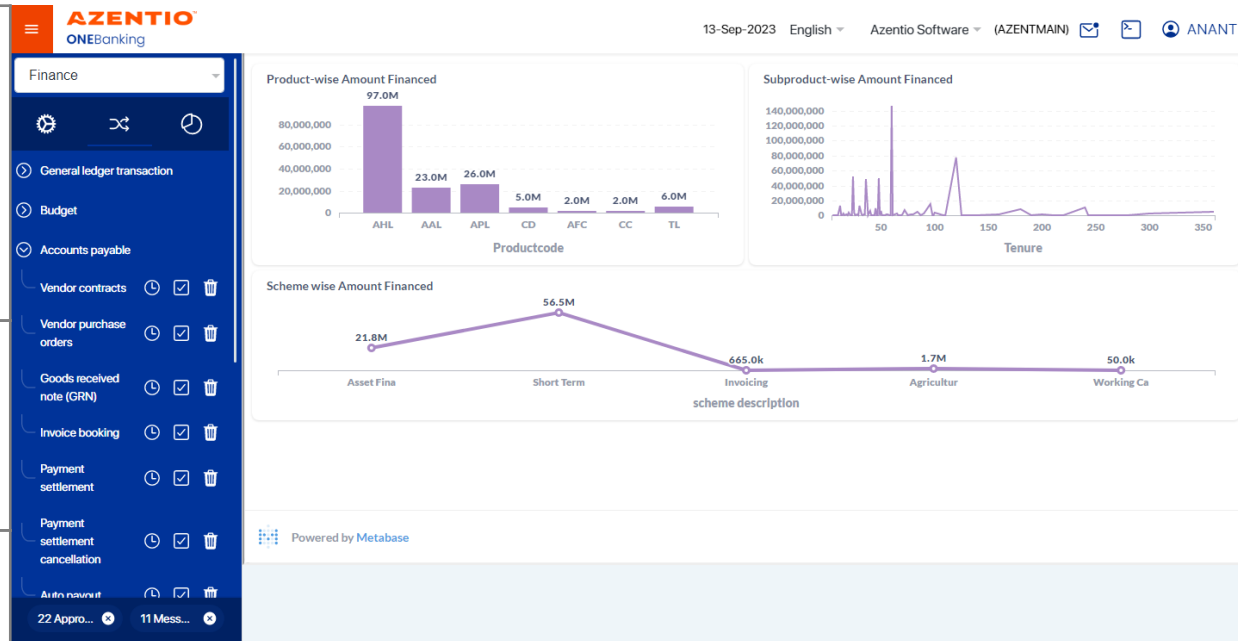 AZENTIO
ONEBanking
13-Sep-2023 English Azentio Software (AZENTMAIN) ANANT
Finance
General ledger transaction
Budget
Accounts payable
Vendor contracts
Vendor purchase
orders
Goods received
note (GRN)
Invoice booking
Payment
settlement
Payment
settlement
cancellation
Auto payout
22 Appro...
11 Mess...
Product-wise Amount Financed
97.0M
80,000,000
60,000,000
40,000,000
20,000,000
0
23.0M
26.0M
5.0M
2.0M
2.0M
6.0M
AHL AAL APL CD AFC CC TL
Productcode
Subproduct-wise Amount Financed
140,000,000
120,000,000
100,000,000
80,000,000
60,000,000
40,000,000
20,000,000
0
50 100 150 200 250 300 350
Tenure
Scheme wise Amount Financed
21.8M
56.5M
665.0k
1.7M
50.0k
Asset Fina Short Term Invoicing Agricultur Working Ca
scheme description
Powered by Metabase